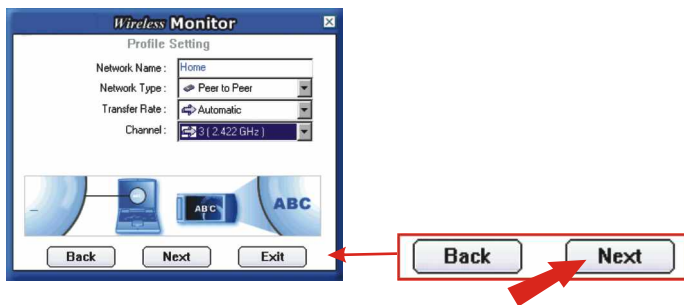 Wireless Monitor
Profile Setting
Network Name : Home
Network Type : Peer to Peer
Transfer Rate : Automatic
Channel : 3 ( 2.422 GHz )
ABC ABC
Back Next Exit
Back Next